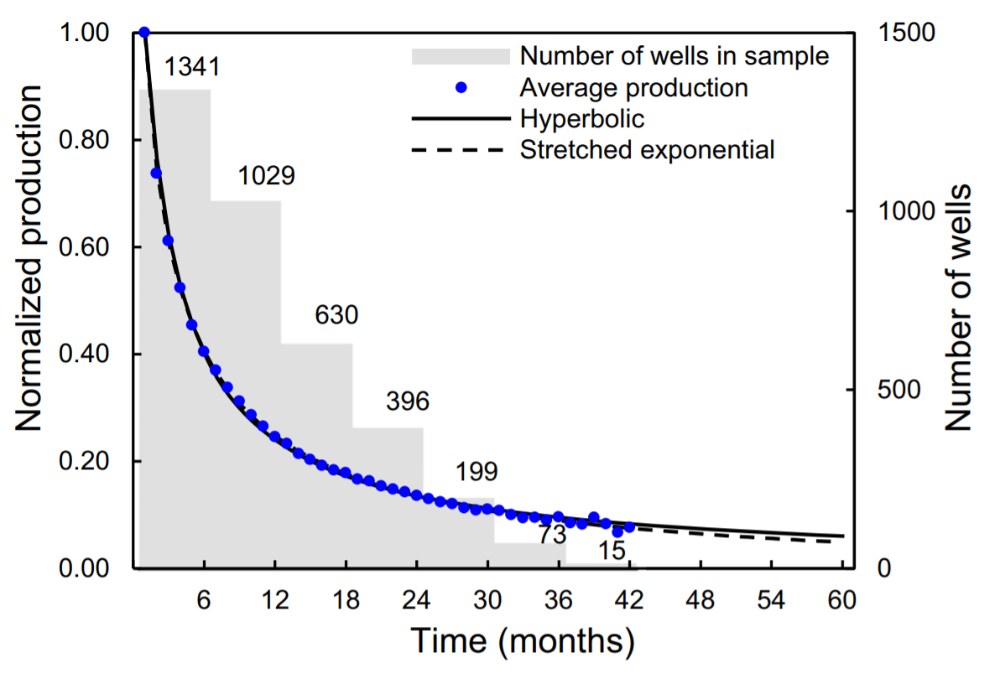 1.00
0.80
0.60
0.40
0.20
0.00
Normalized production
1500
1000
500
0
Number of wells
Number of wells in sample
Average production
Hyperbolic
Stretched exponential
1341
1029
630
396
199
73
15
6 12 18 24 30 36 42 48 54 60
Time (months)